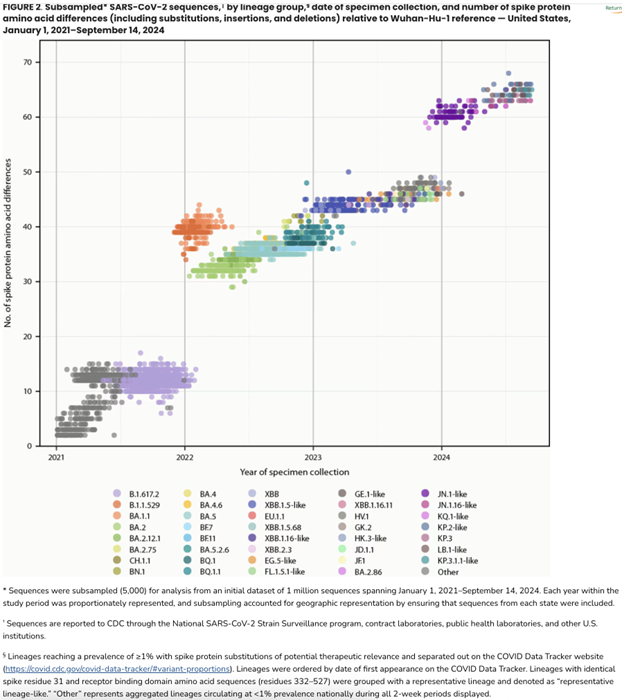 Return
FIGURE 2. Subsampled* SARS-CoV-2 sequences,† by lineage group,§ date of specimen collection, and number of spike protein
amino acid differences (including substitutions, insertions, and deletions) relative to Wuhan-Hu-1 reference — United States,
January 1, 2021–September 14, 2024
No. of spike protein amino acid differences
70
60
50
40
30
20
10
0
2021 2022 2023 2024
Year of specimen collection
B.1.617.2 BA.4 XBB GE.1-like JN.1-like
B.1.1.529 BA.4.6 XBB.1.5-like XBB.1.16.11 JN.1.16-like
BA.1.1 BA.5 EU.1.1 HV.1 KQ.1-like
BA.2 BE7 XBB.1.5.68 GK.2 KP.2-like
BA.2.12.1 BE11 XBB.1.16-like HK.3-like KP.3
BA.2.75 BA.5.2.6 XBB.2.3 JD.1.1 LB.1-like
CH.1.1 BQ.1 EG.5-like JF.1 KP.3.1.1-like
BN.1 BQ.1.1 FL.1.5.1-like BA.2.86 Other
* Sequences were subsampled (5,000) for analysis from an initial dataset of 1 million sequences spanning January 1, 2021–September 14, 2024. Each year within the
study period was proportionately represented, and subsampling accounted for geographic representation by ensuring that sequences from each state were included.
† Sequences are reported to CDC through the National SARS-CoV-2 Strain Surveillance program, contract laboratories, public health laboratories, and other U.S.
institutions.
§ Lineages reaching a prevalence of ≥1% with spike protein substitutions of potential therapeutic relevance and separated out on the COVID Data Tracker website
(https://covid.cdc.gov/covid-data-tracker/#variant-proportions). Lineages were ordered by date of first appearance on the COVID Data Tracker. Lineages with identical
spike residue 31 and receptor binding domain amino acid sequences (residues 332–527) were grouped with a representative lineage and denoted as “representative
lineage-like.” “Other” represents aggregated lineages circulating at <1% prevalence nationally during all 2-week periods displayed.